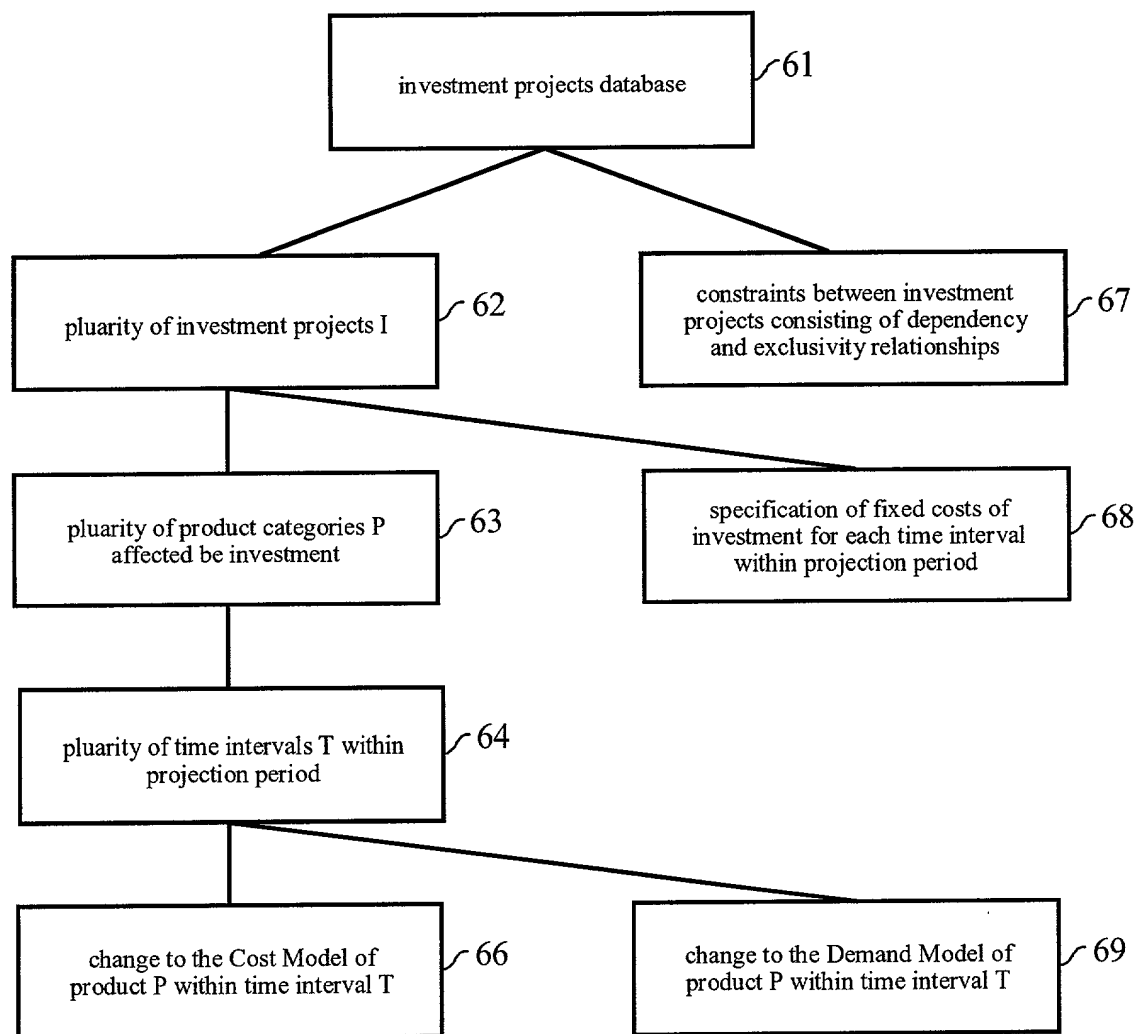 investment projects database
61
pluarity of investment projects I
62
constraints between investment
projects consisting of dependency
and exclusivity relationships
67
pluarity of product categories P
affected be investment
63
specification of fixed costs of
investment for each time interval
within projection period
68
pluarity of time intervals T within
projection period
64
change to the Cost Model of
product P within time interval T
66
change to the Demand Model of
product P within time interval T
69